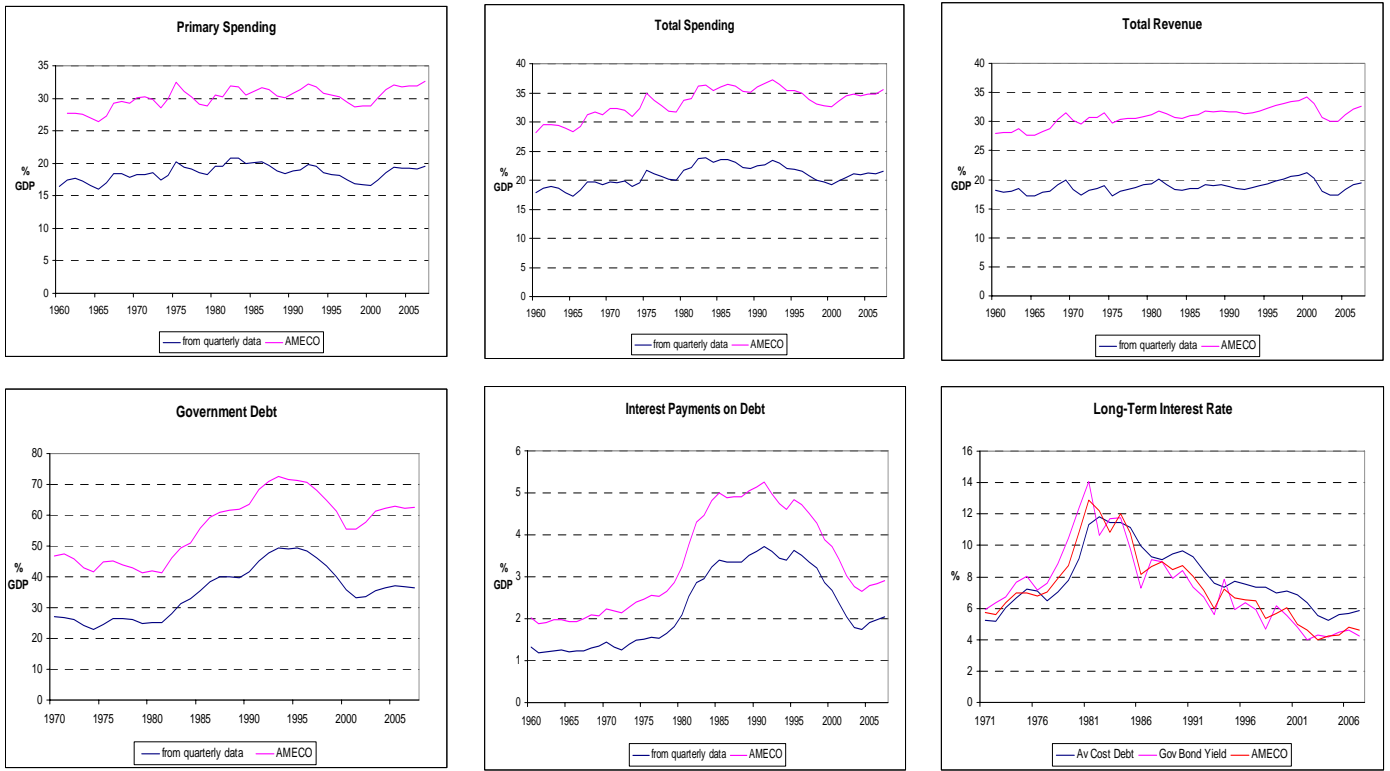 Primary Spending
35
30
25
20
15
10
5
0
% GDP
1960 1965 1970 1975 1980 1985 1990 1995 2000 2005
from quarterly data AMECO
Total Spending
40
35
30
25
20
15
10
5
0
% GDP
1960 1965 1970 1975 1980 1985 1990 1995 2000 2005
from quarterly data AMECO
Total Revenue
40
35
30
25
20
15
10
5
0
% GDP
1960 1965 1970 1975 1980 1985 1990 1995 2000 2005
from quarterly data AMECO
Government Debt
80
70
60
50
40
30
20
10
0
% GDP
1970 1975 1980 1985 1990 1995 2000 2005
from quarterly data AMECO
Interest Payments on Debt
6
5
4
3
2
1
0
% GDP
1960 1965 1970 1975 1980 1985 1990 1995 2000 2005
from quarterly data AMECO
Long-Term Interest Rate
16
14
12
10
8
6
4
2
0
%
1971 1976 1981 1986 1991 1996 2001 2006
Av Cost Debt Gov Bond Yield AMECO